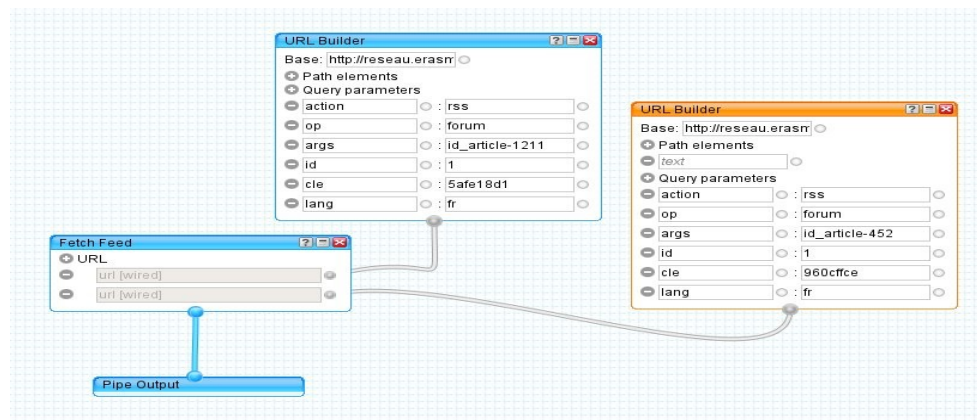 URL Builder
Base: http://reseau.erasm
Path elements
Query parameters
action : rss
op : forum
args : id_article-1211
id : 1
cle : 5afe18d1
lang : fr
URL Builder
Base: http://reseau.erasm
Path elements
text
Query parameters
action : rss
op : forum
args : id_article-452
id : 1
cle : 960cffce
lang : fr
Fetch Feed
URL
url [wired]
url [wired]
Pipe Output